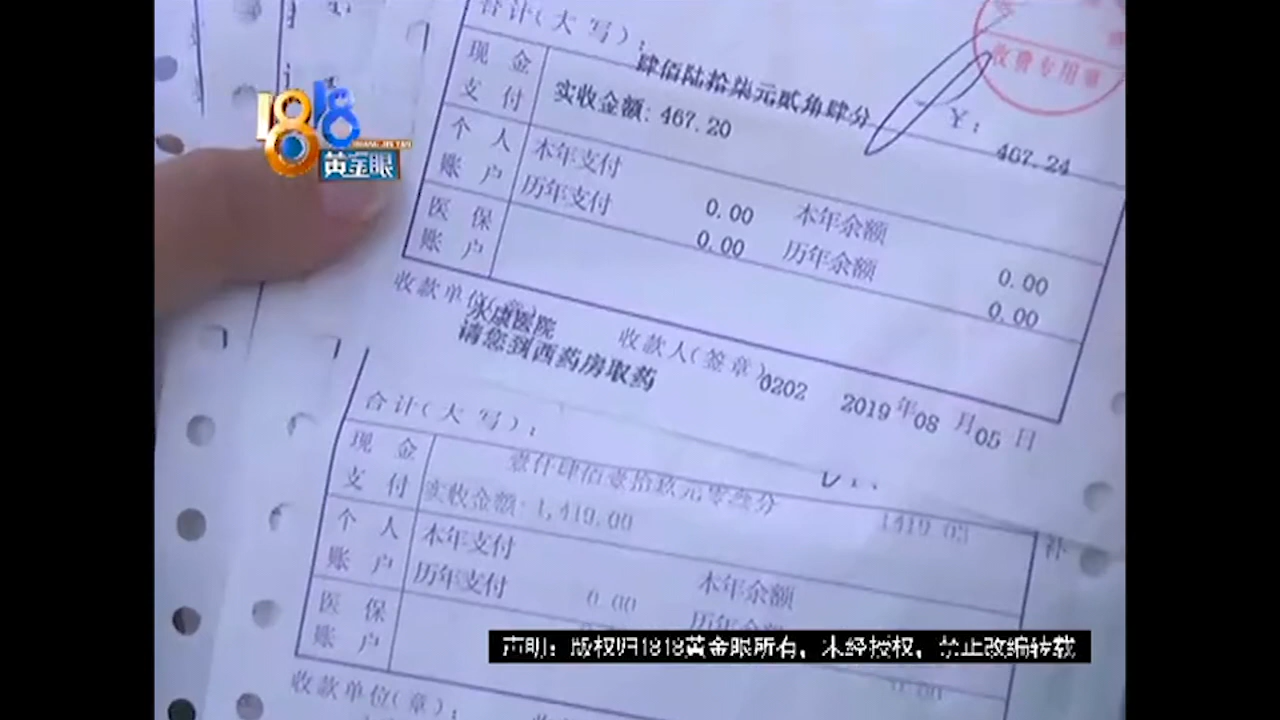 合计(大写):
肆佰陆拾柒元贰角肆分
¥:
467.24
收费专用章
现金支付
实收金额: 467.20
个人账户
本年支付 0.00 本年余额 0.00
历年支付 0.00 历年余额 0.00
医保账户
收款单位(章)
永康医院
请您到西药房取药
收款人(签章)
0202
2019年08月05日
1818
黄金眼
合计(大写):
壹仟肆佰壹拾玖元零叁分
1419.03
现金支付
实收金额: 1,419.00
补
个人账户
本年支付 0.00 本年余额
历年支付 历年余额
0.00
医保账户
收款单位(章):
声明:版权归1818黄金眼所有,未经授权,禁止改编转载